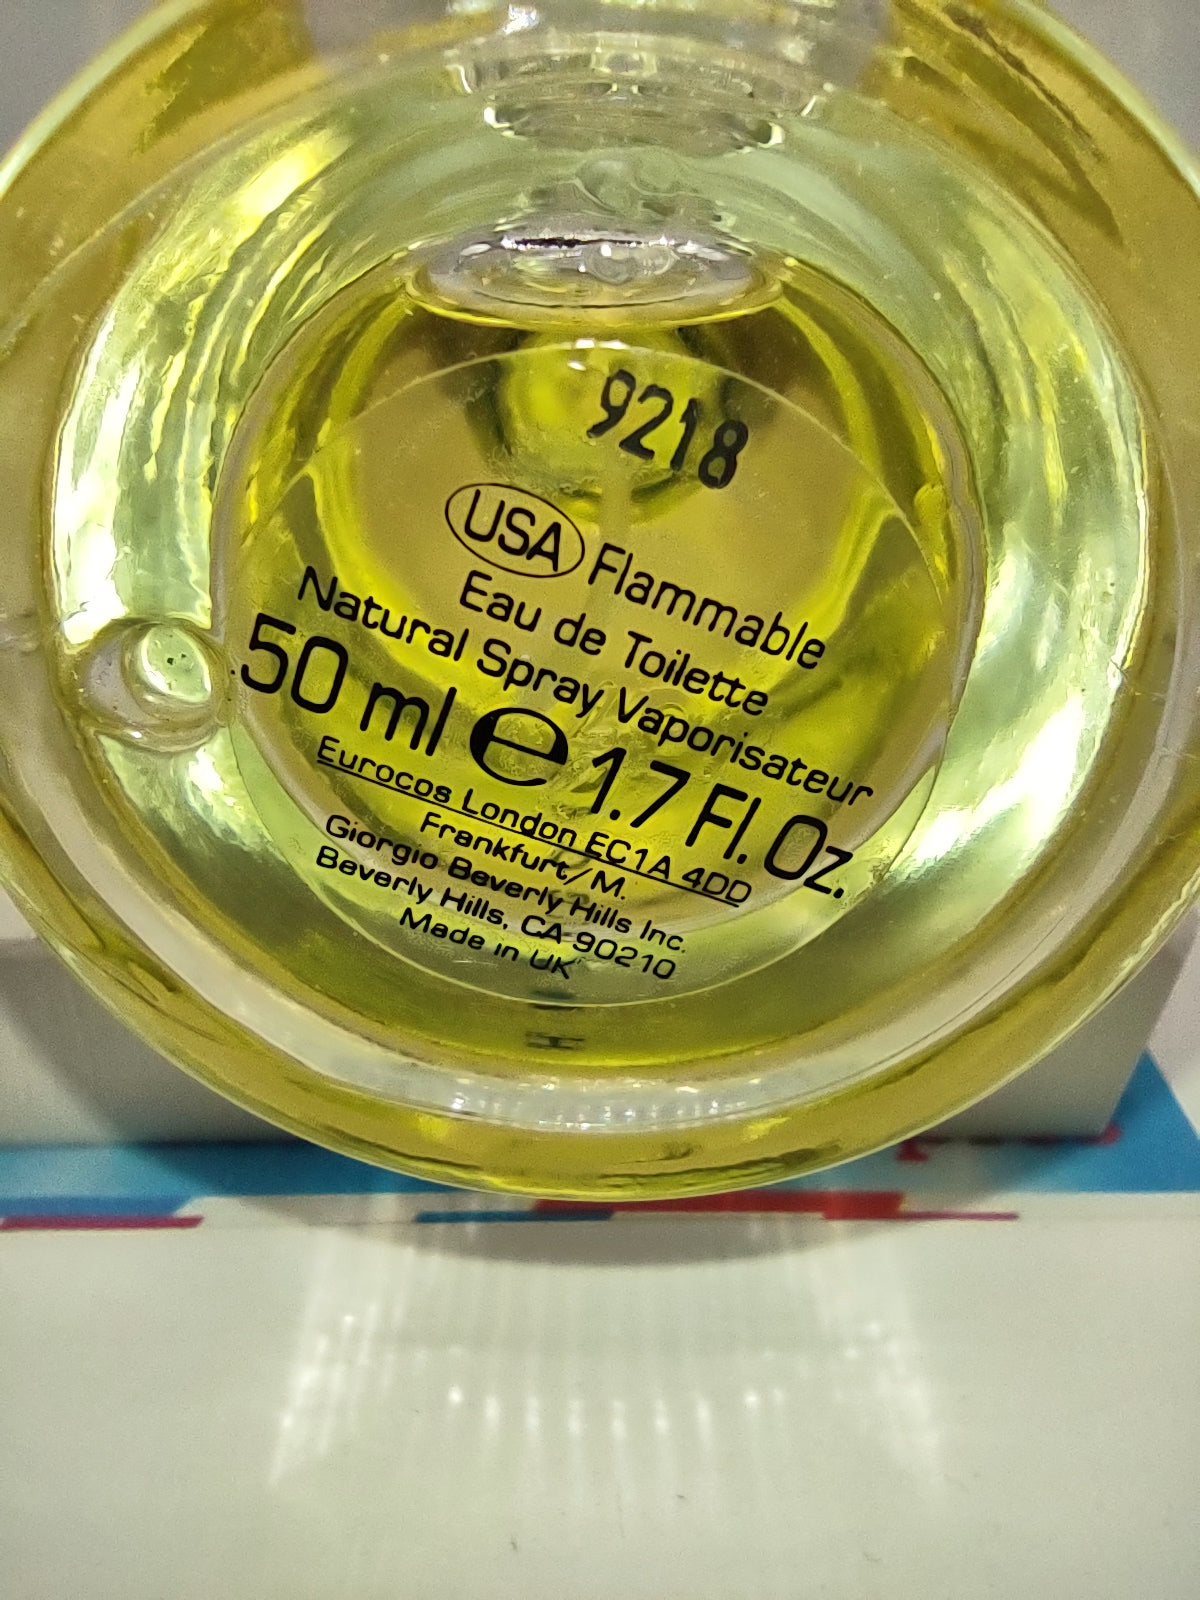 9218
USA Flammable
Eau de Toilette
Natural Spray Vaporisateur
50 ml e 1.7 Fl. Oz.
Eurocos London EC1A 4DD
Frankfurt/M.
Giorgio Beverly Hills Inc.
Beverly Hills, CA 90210
Made in UK